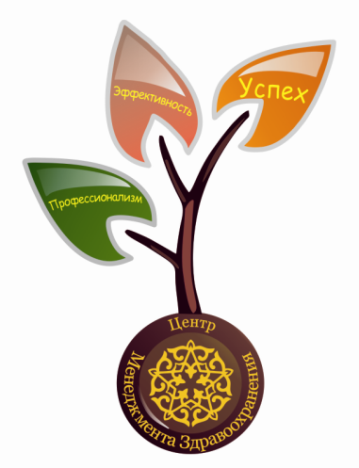 Эффективность
Успех
Профессионализм
Центр
Менеджмента Здравоохранения